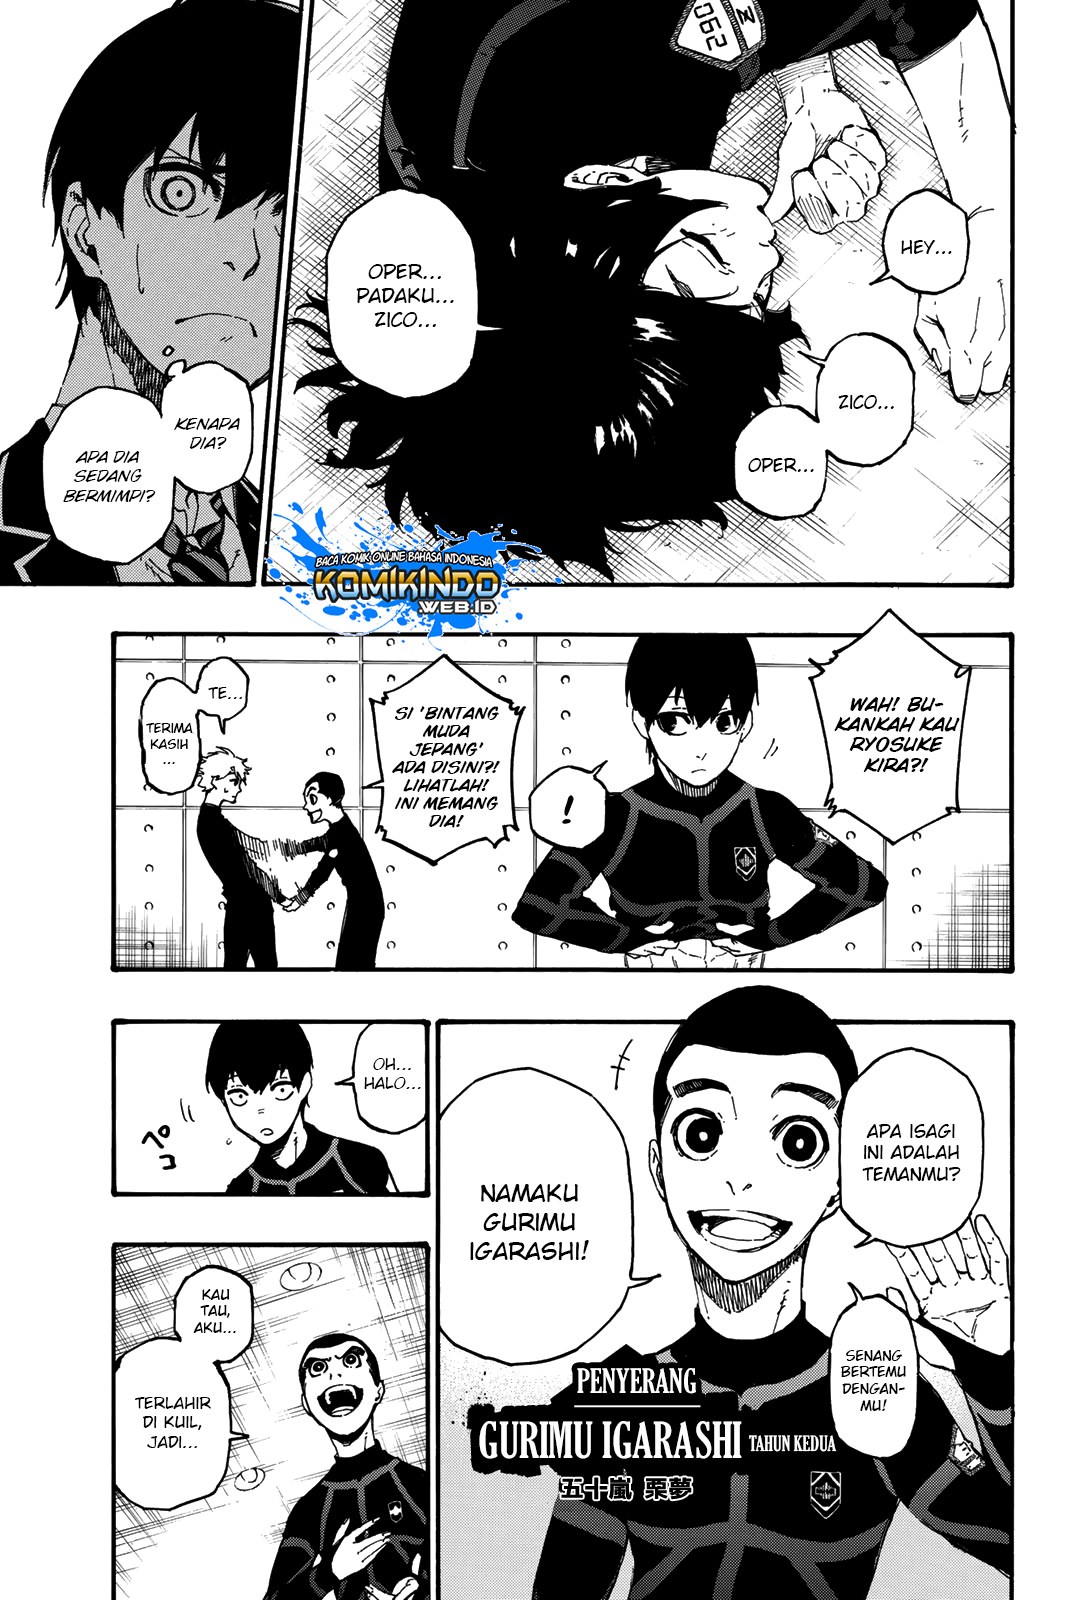 062
HEY...
ZICO...
OPER...
OPER...
PADAKU...
ZICO...
KENAPA
DIA?
APA DIA
SEDANG
BERMIMPI?
BACA KOMIK ONLINE BAHASA INDONESIA
KOMIKINDO
WEB.ID
WAH! BU-
KANKAH KAU
RYOSUKE
KIRA?!
!
SI 'BINTANG
MUDA
JEPANG'
ADA DISINI?!
LIHATLAH!
INI MEMANG
DIA!
TE...
TERIMA
KASIH
...
APA ISAGI
INI ADALAH
TEMANMU?
NAMAKU
GURIMU
IGARASHI!
SENANG
BERTEMU
DENGAN-
MU!
PENYERANG
GURIMU IGARASHI TAHUN KEDUA
五十嵐 栗夢
OH...
HALO...
ペコ
KAU
TAU,
AKU...
TERLAHIR
DI KUIL,
JADI...